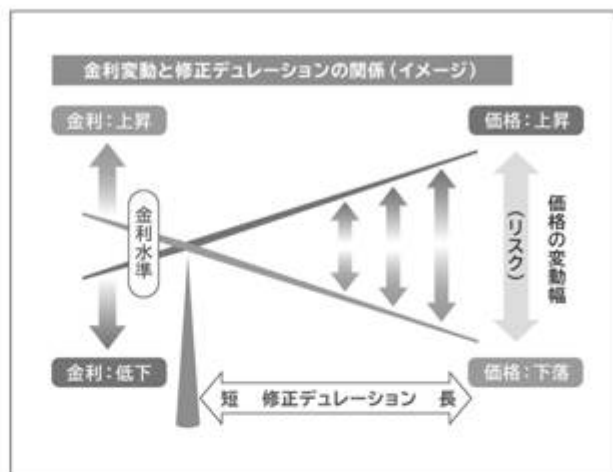 金利変動と修正デュレーションの関係(イメージ)
金利:上昇
価格:上昇
金利水準
価格の変動幅
(リスク)
金利:低下
価格:下落
短 修正デュレーション 長